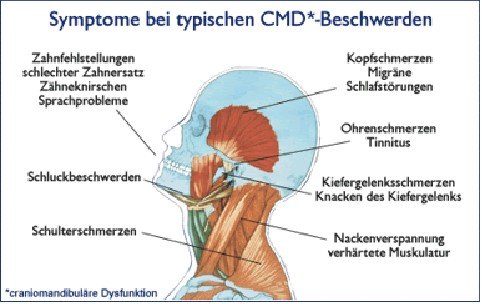 Symptome bei typischen CMD*-Beschwerden
Zahnfehlstellungen
schlechter Zahnersatz
Zähneknirschen
Sprachprobleme
Schluckbeschwerden
Schulterschmerzen
Kopfschmerzen
Migräne
Schlafstörungen
Ohrenschmerzen
Tinnitus
Kiefergelenksschmerzen
Knacken des Kiefergelenks
Nackenverspannung
verhärtete Muskulatur
*craniomandibuläre Dysfunktion